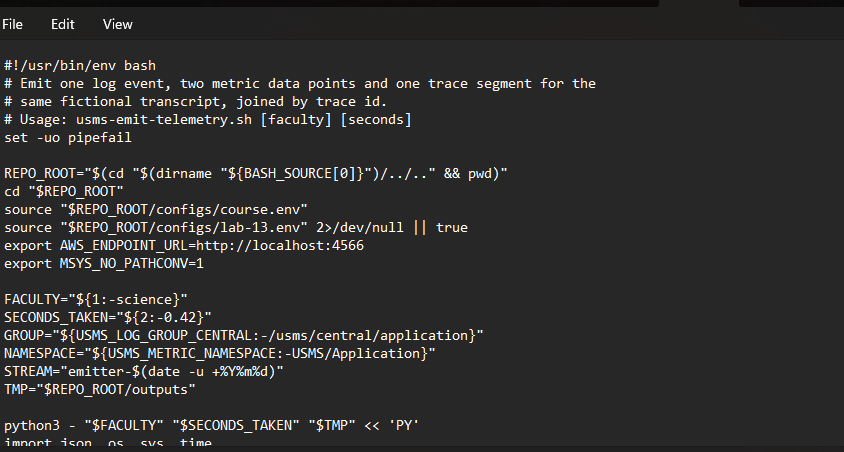 File Edit View
#!/usr/bin/env bash
# Emit one log event, two metric data points and one trace segment for the
# same fictional transcript, joined by trace id.
# Usage: usms-emit-telemetry.sh [faculty] [seconds]
set -uo pipefail
REPO_ROOT="$(cd "$(dirname "${BASH_SOURCE[0]}")/../.." && pwd)"
cd "$REPO_ROOT"
source "$REPO_ROOT/configs/course.env"
source "$REPO_ROOT/configs/lab-13.env" 2>/dev/null || true
export AWS_ENDPOINT_URL=http://localhost:4566
export MSYS_NO_PATHCONV=1
FACULTY="${1:-science}"
SECONDS_TAKEN="${2:-0.42}"
GROUP="${USMS_LOG_GROUP_CENTRAL:-/usms/central/application}"
NAMESPACE="${USMS_METRIC_NAMESPACE:-USMS/Application}"
STREAM="emitter-$(date -u +%Y%m%d)"
TMP="$REPO_ROOT/outputs"
python3 - "$FACULTY" "$SECONDS_TAKEN" "$TMP" << 'PY'
import json, os, sys, time